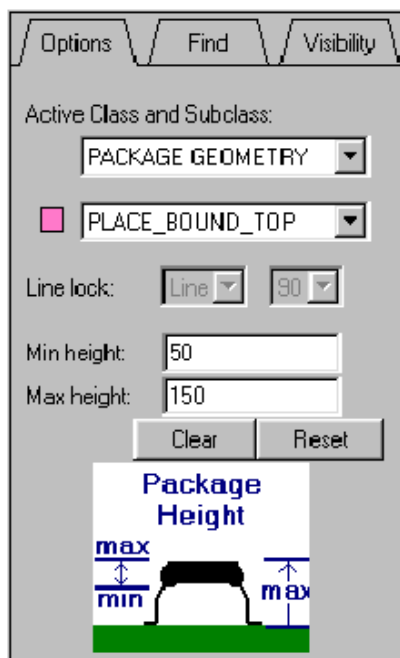 Options Find Visibility
Active Class and Subclass:
PACKAGE GEOMETRY
PLACE_BOUND_TOP
Line lock: Line 90
Min height: 50
Max height: 150
Clear Reset
Package
Height
max
min
max